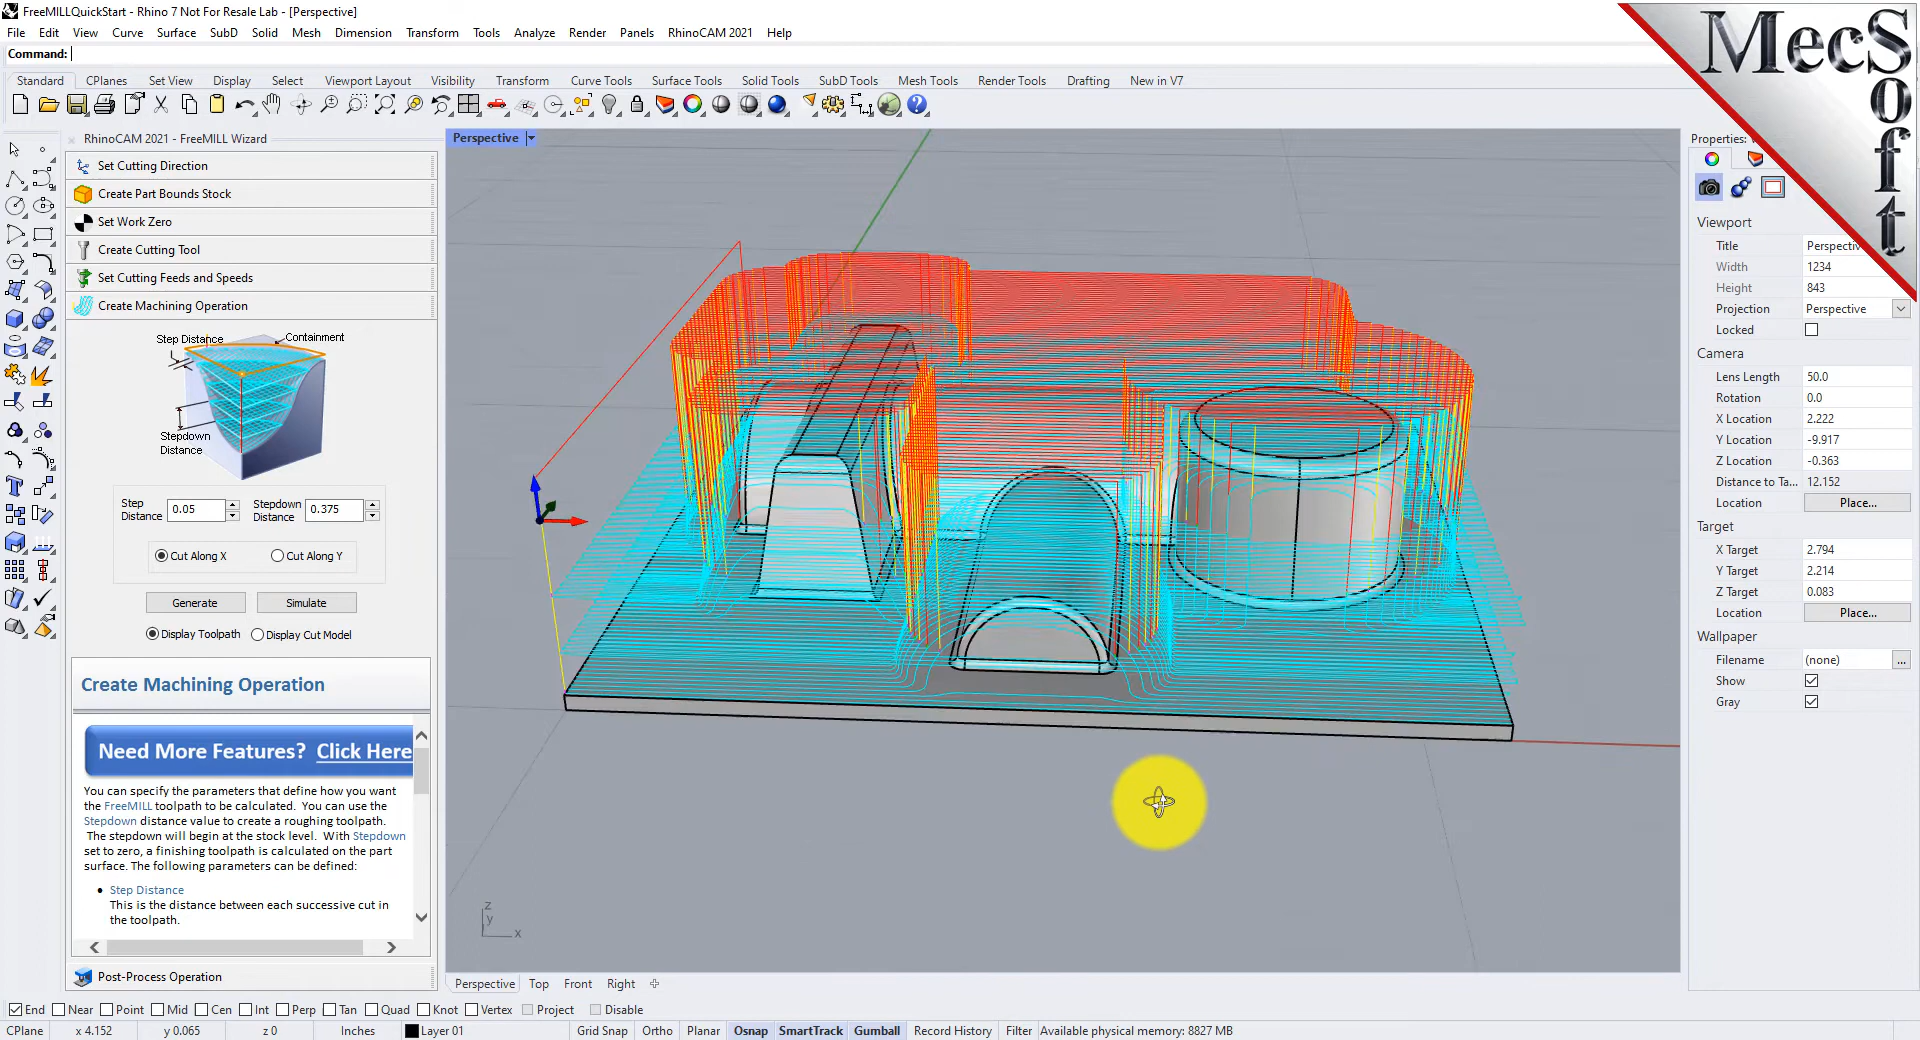 FreeMILLQuickStart - Rhino 7 Not For Resale Lab - [Perspective]
File Edit View Curve Surface SubD Solid Mesh Dimension Transform Tools Analyze Render Panels RhinoCAM 2021 Help
Command:
Standard CPlanes Set View Display Select Viewport Layout Visibility Transform Curve Tools Surface Tools Solid Tools SubD Tools Mesh Tools Render Tools Drafting New in V7
MecSoft
RhinoCAM 2021 - FreeMILL Wizard
Set Cutting Direction
Create Part Bounds Stock
Set Work Zero
Create Cutting Tool
Set Cutting Feeds and Speeds
Create Machining Operation
Step Distance
Containment
Stepdown
Distance
Step
Distance
0.05
Stepdown
Distance
0.375
Cut Along X
Cut Along Y
Generate
Simulate
Display Toolpath
Display Cut Model
Create Machining Operation
Need More Features? Click Here
You can specify the parameters that define how you want
the FreeMILL toolpath to be calculated. You can use the
Stepdown distance value to create a roughing toolpath.
The stepdown will begin at the stock level. With Stepdown
set to zero, a finishing toolpath is calculated on the part
surface. The following parameters can be defined:
• Step Distance
This is the distance between each successive cut in
the toolpath.
Post-Process Operation
Perspective
z
y
x
Perspective Top Front Right
Properties:
Viewport
Title Perspectiv
Width 1234
Height 843
Projection Perspective
Locked
Camera
Lens Length 50.0
Rotation 0.0
X Location 2.222
Y Location -9.917
Z Location -0.363
Distance to Ta... 12.152
Location Place...
Target
X Target 2.794
Y Target 2.214
Z Target 0.083
Location Place...
Wallpaper
Filename (none) ...
Show
Gray
End Near Point Mid Cen Int Perp Tan Quad Knot Vertex Project Disable
CPlane x 4.152 y 0.065 z 0 Inches Layer 01 Grid Snap Ortho Planar Osnap SmartTrack Gumball Record History Filter Available physical memory: 8827 MB